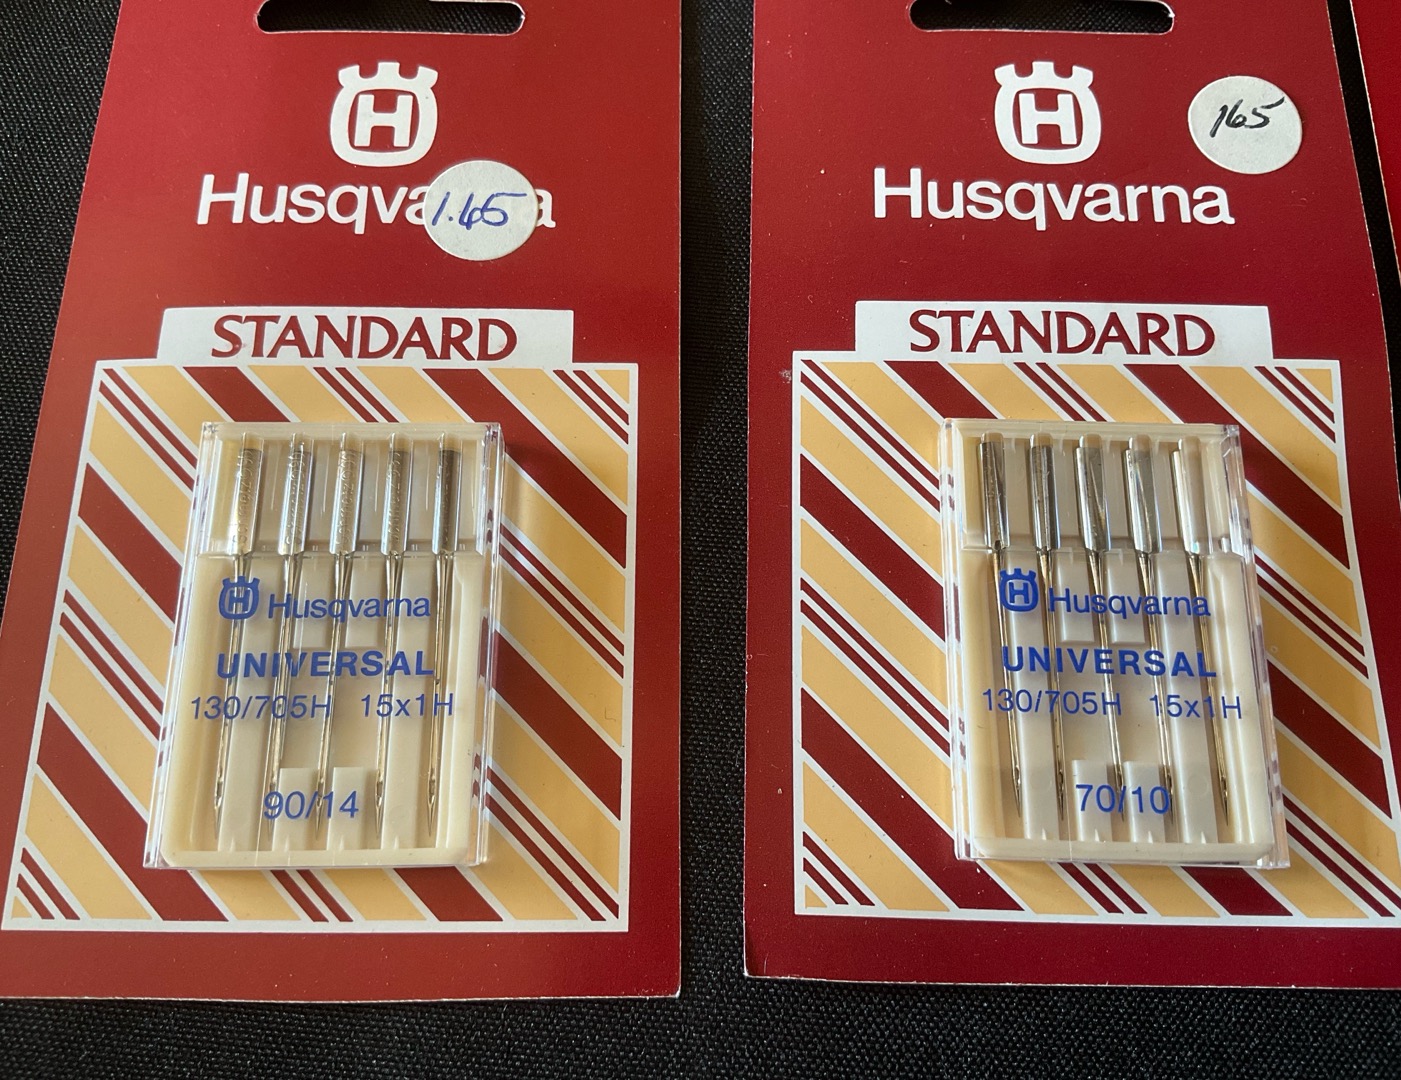 H
Husqvarna
1.45
STANDARD
H Husqvarna
UNIVERSAL
130/705H 15x1H
90/14
H
165
Husqvarna
STANDARD
H Husqvarna
UNIVERSAL
130/705H 15x1H
70/10